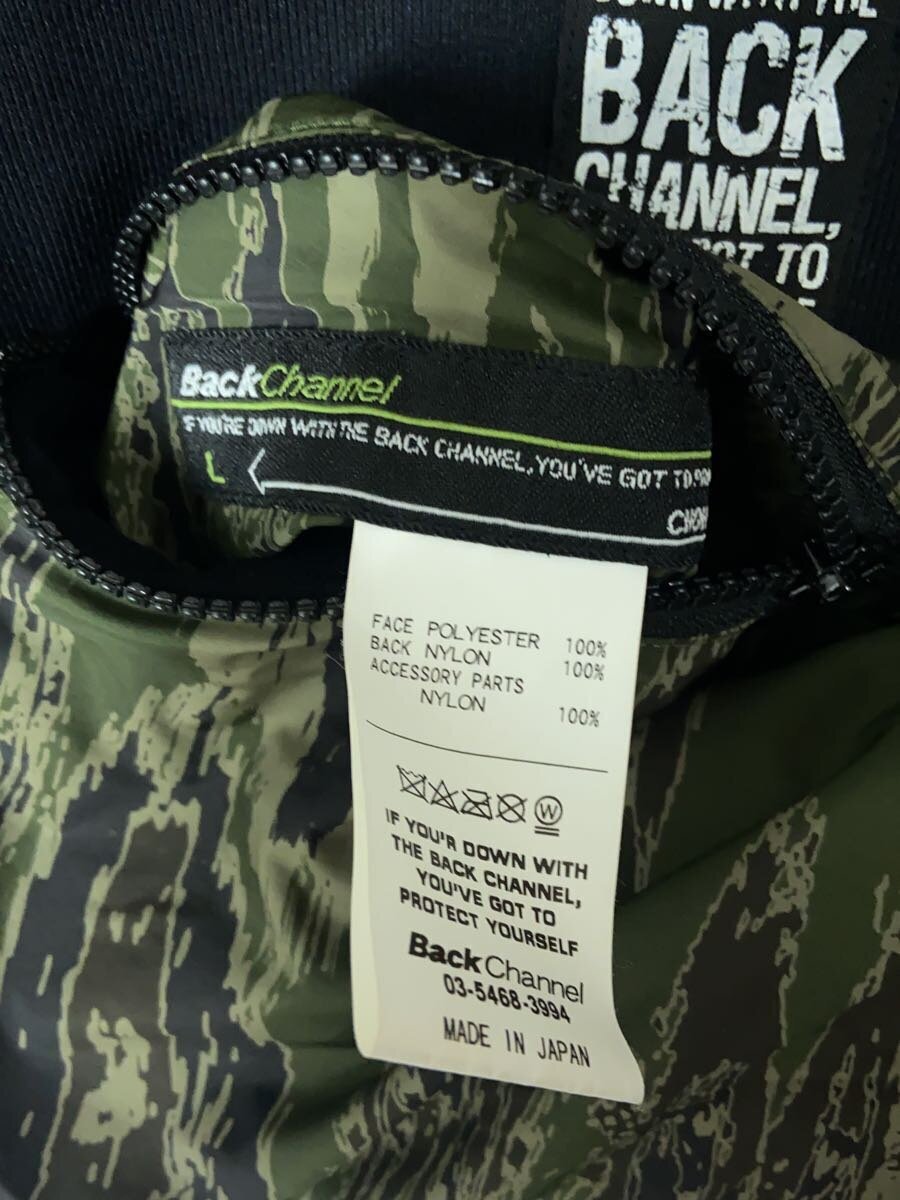 BACK
CHANNEL,
TO
BackChannel
IF YOU'RE DOWN WITH THE BACK CHANNEL, YOU'VE GOT TO
L
FACE POLYESTER 100%
BACK NYLON 100%
ACCESSORY PARTS
NYLON 100%
W
IF YOU'R DOWN WITH
THE BACK CHANNEL,
YOU'VE GOT TO
PROTECT YOURSELF
BackChannel
03-5468-3994
MADE IN JAPAN